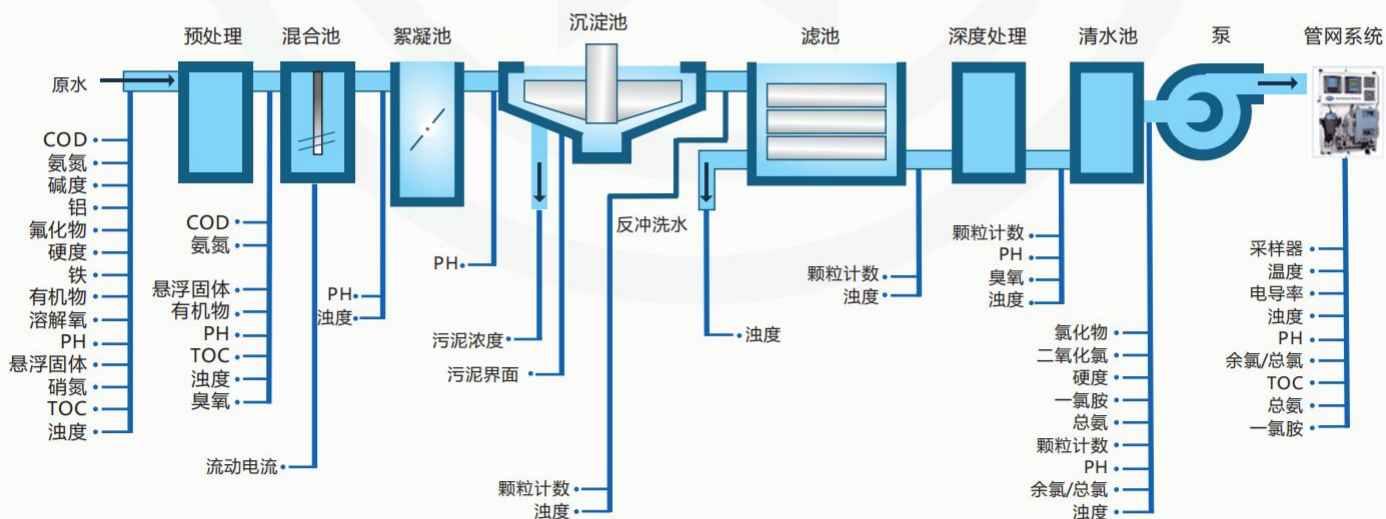 预处理
混合池
絮凝池
沉淀池
滤池
深度处理
清水池
泵
管网系统
原水
COD
氨氮
碱度
铝
氟化物
硬度
铁
有机物
溶解氧
PH
悬浮固体
硝氮
TOC
浊度
COD
氨氮
悬浮固体
有机物
PH
TOC
浊度
臭氧
流动电流
PH
浊度
PH
污泥浓度
污泥界面
颗粒计数
浊度
反冲洗水
浊度
颗粒计数
浊度
颗粒计数
PH
臭氧
浊度
氯化物
二氧化氯
硬度
一氯胺
总氨
颗粒计数
PH
余氯/总氯
浊度
采样器
温度
电导率
浊度
PH
余氯/总氯
TOC
总氨
一氯胺